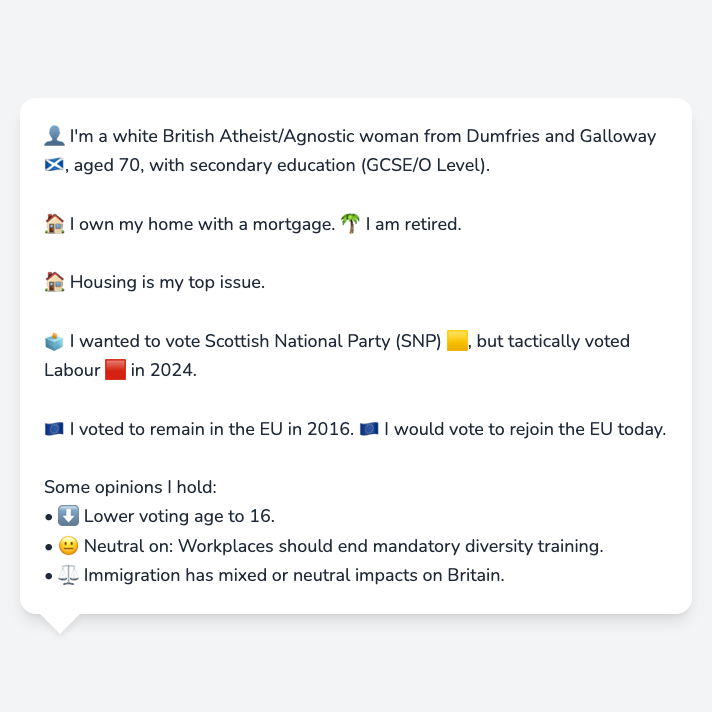 👤 I'm a white British Atheist/Agnostic woman from Dumfries and Galloway
🏴󠁧󠁢󠁳󠁣󠁴󠁿, aged 70, with secondary education (GCSE/O Level).
🏠 I own my home with a mortgage. 🌴 I am retired.
🏠 Housing is my top issue.
🗳️ I wanted to vote Scottish National Party (SNP) 🟨, but tactically voted
Labour 🟥 in 2024.
🇪🇺 I voted to remain in the EU in 2016. 🇪🇺 I would vote to rejoin the EU today.
Some opinions I hold:
• ⬇️ Lower voting age to 16.
• 😐 Neutral on: Workplaces should end mandatory diversity training.
• ⚖️ Immigration has mixed or neutral impacts on Britain.